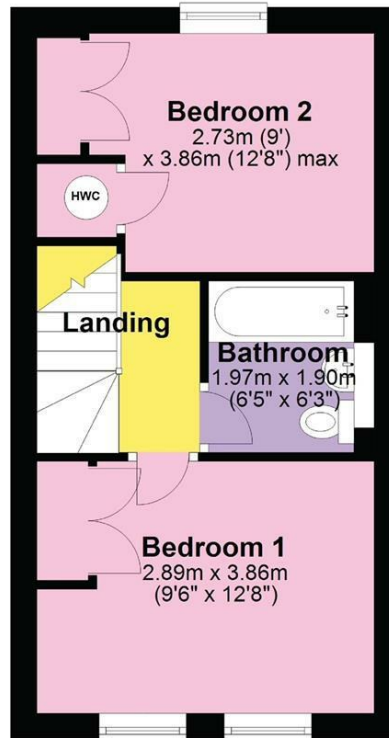 Bedroom 2
2.73m (9')
x 3.86m (12'8") max
HWC
Landing
Bathroom
1.97m x 1.90m
(6'5" x 6'3")
Bedroom 1
2.89m x 3.86m
(9'6" x 12'8")